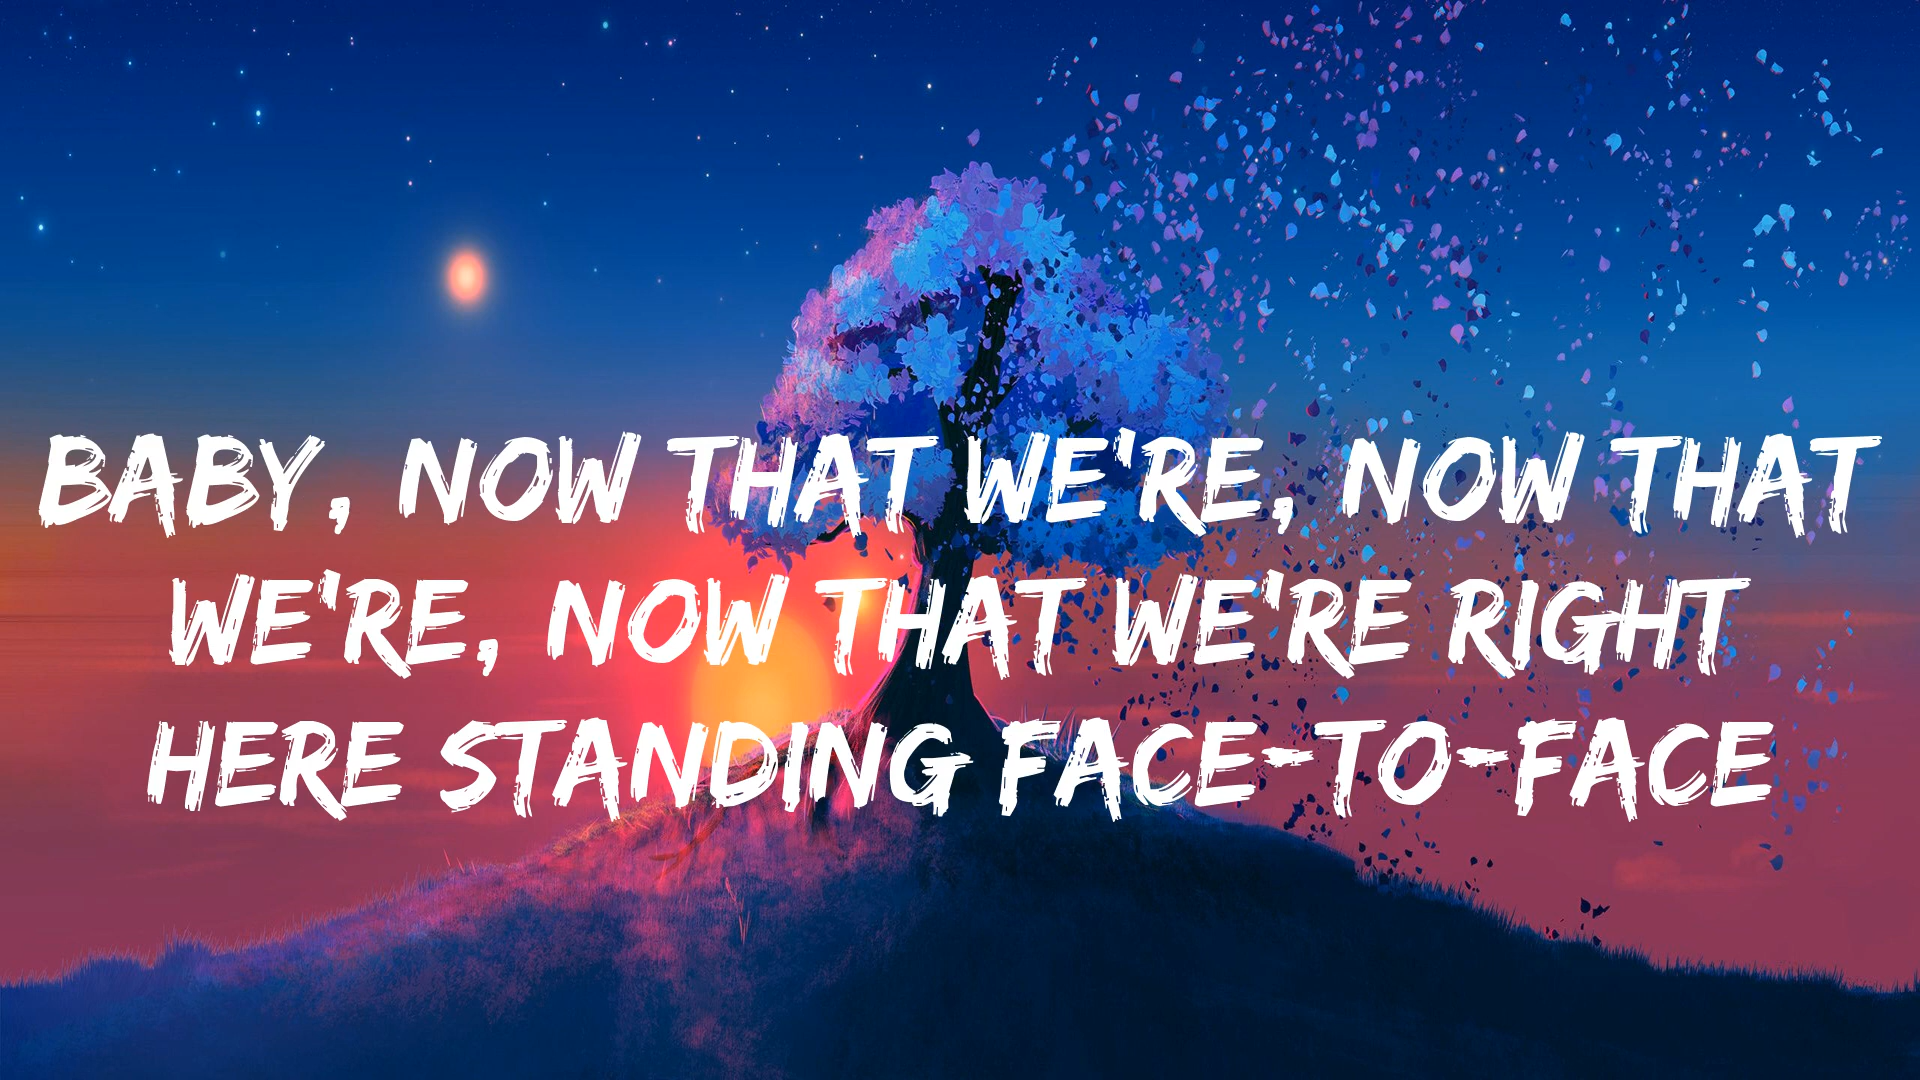 BABY, NOW THAT WE'RE, NOW THAT
WE'RE, NOW THAT WE'RE RIGHT
HERE STANDING FACE-TO-FACE